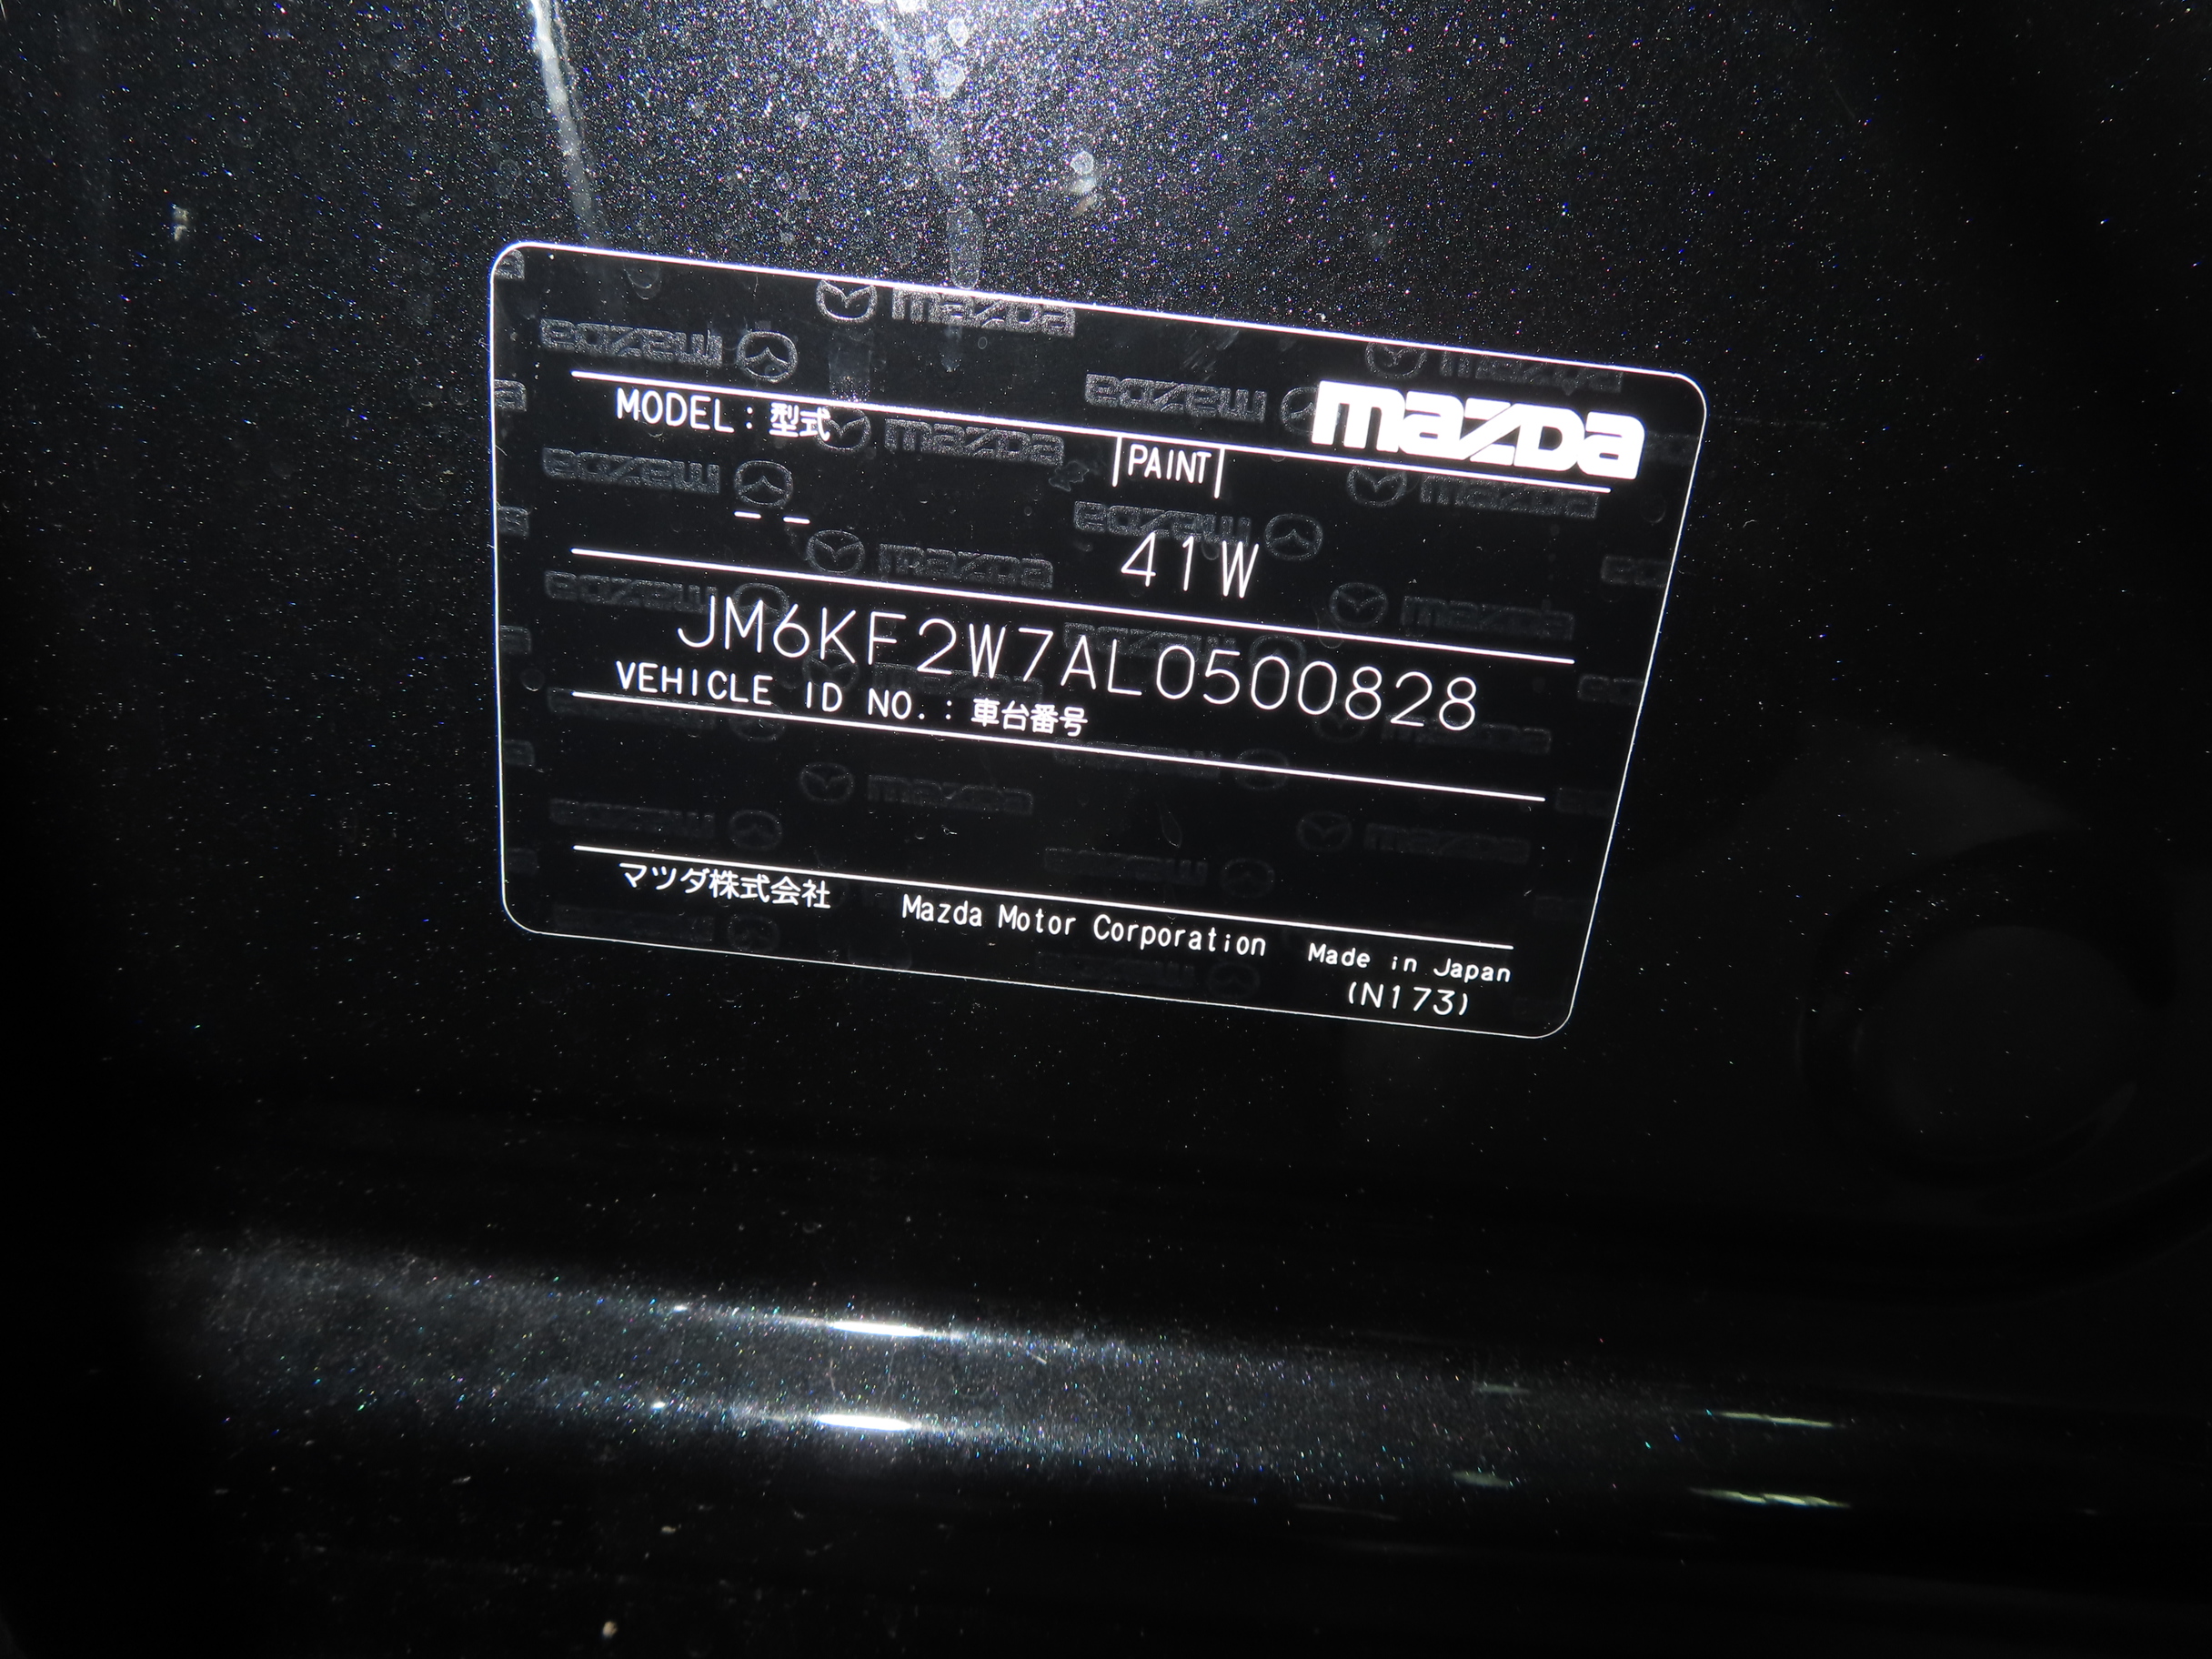 mazda
MODEL：型式 PAINT
-- 41W
JM6KF2W7AL0500828
VEHICLE ID NO.：車台番号
マツダ株式会社 Mazda Motor Corporation Made in Japan
(N173)